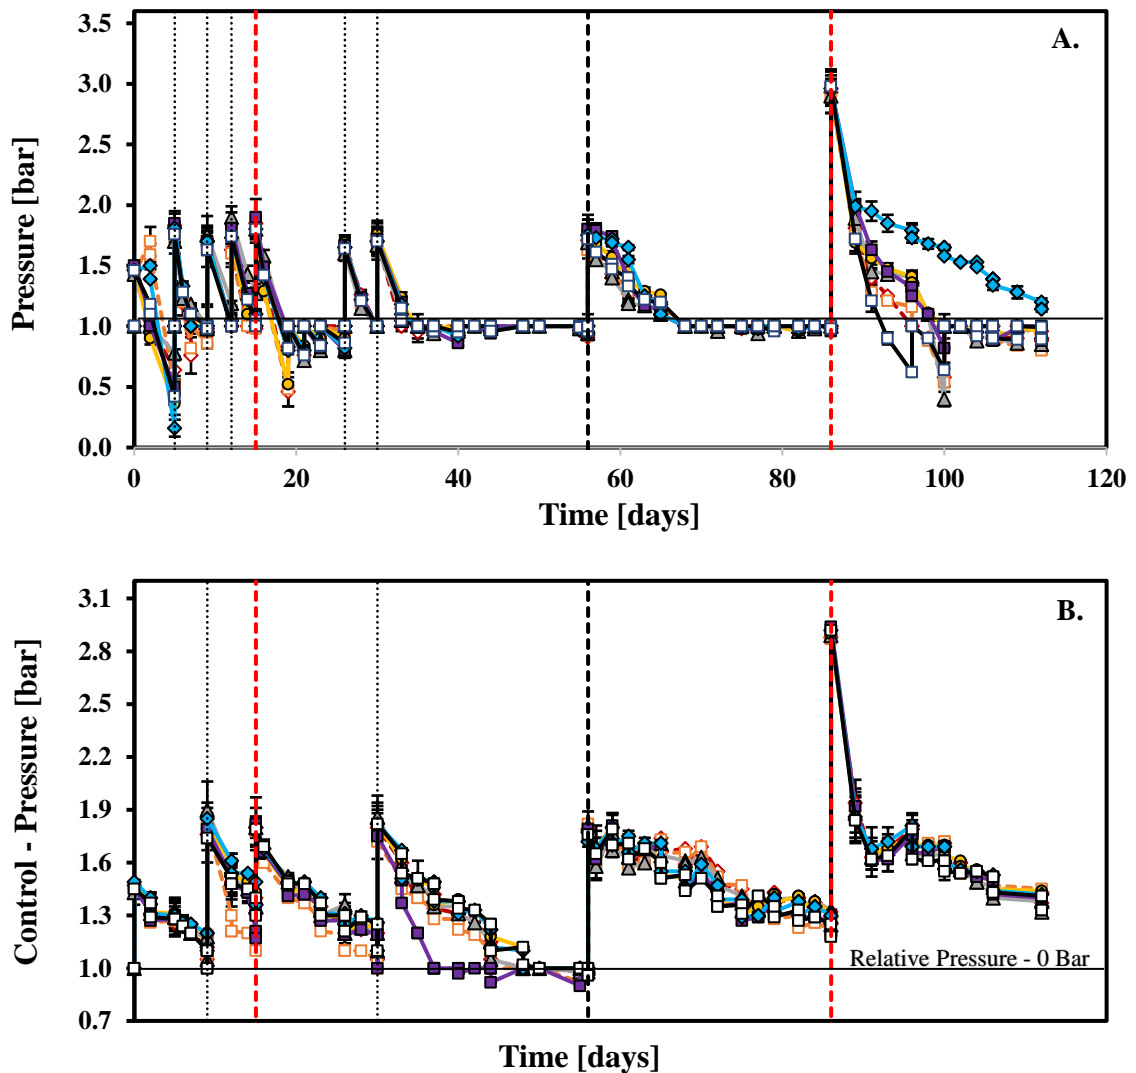 A.
Pressure [bar]
3.5
3.0
2.5
2.0
1.5
1.0
0.5
0.0
0 20 40 60 80 100 120
Time [days]
B.
Control - Pressure [bar]
3.1
2.8
2.5
2.2
1.9
1.6
1.3
1.0
0.7
Relative Pressure - 0 Bar
Time [days]